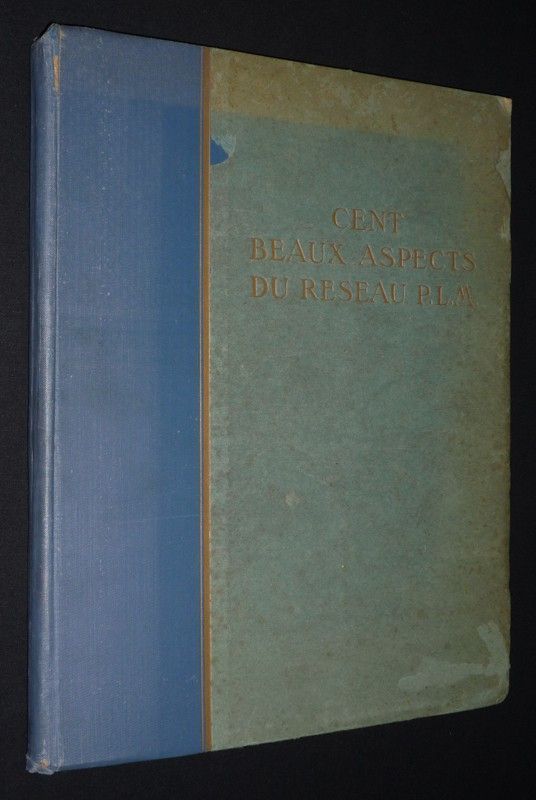 CENT
BEAUX ASPECTS
DU RESEAU P.L.M.